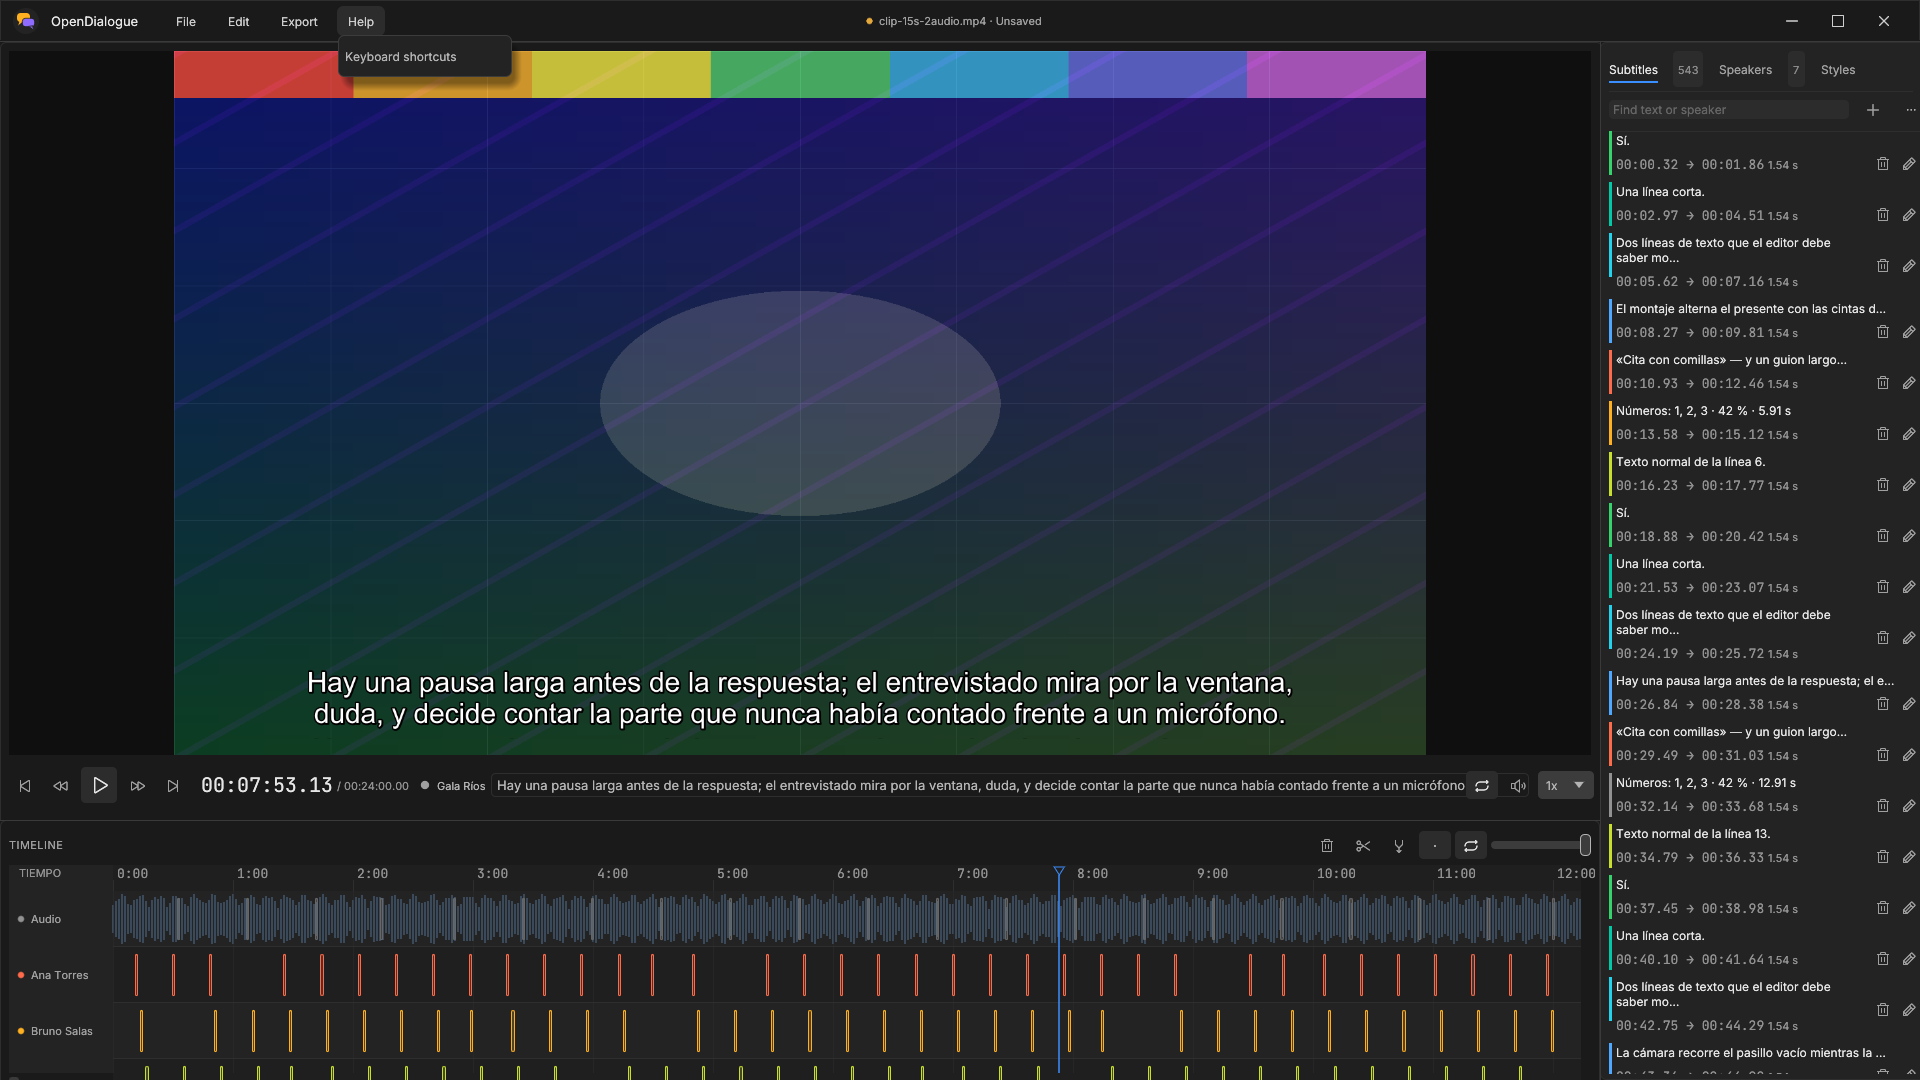 OpenDialogue
File
Edit
Export
Help
clip-15s-2audio.mp4 · Unsaved
Keyboard shortcuts
Hay una pausa larga antes de la respuesta; el entrevistado mira por la ventana,
duda, y decide contar la parte que nunca había contado frente a un micrófono.
00:07:53.13 / 00:24:00.00
Gala Ríos
Hay una pausa larga antes de la respuesta; el entrevistado mira por la ventana, duda, y decide contar la parte que nunca había contado frente a un micrófono
1x
Subtitles 543
Speakers 7
Styles
Find text or speaker
Sí.
00:00.32 → 00:01.86 1.54 s
Una línea corta.
00:02.97 → 00:04.51 1.54 s
Dos líneas de texto que el editor debe
saber mo...
00:05.62 → 00:07.16 1.54 s
El montaje alterna el presente con las cintas d...
00:08.27 → 00:09.81 1.54 s
«Cita con comillas» — y un guion largo...
00:10.93 → 00:12.46 1.54 s
Números: 1, 2, 3 · 42 % · 5.91 s
00:13.58 → 00:15.12 1.54 s
Texto normal de la línea 6.
00:16.23 → 00:17.77 1.54 s
Sí.
00:18.88 → 00:20.42 1.54 s
Una línea corta.
00:21.53 → 00:23.07 1.54 s
Dos líneas de texto que el editor debe
saber mo...
00:24.19 → 00:25.72 1.54 s
Hay una pausa larga antes de la respuesta; el e...
00:26.84 → 00:28.38 1.54 s
«Cita con comillas» — y un guion largo...
00:29.49 → 00:31.03 1.54 s
Números: 1, 2, 3 · 42 % · 12.91 s
00:32.14 → 00:33.68 1.54 s
Texto normal de la línea 13.
00:34.79 → 00:36.33 1.54 s
Sí.
00:37.45 → 00:38.98 1.54 s
Una línea corta.
00:40.10 → 00:41.64 1.54 s
Dos líneas de texto que el editor debe
saber mo...
00:42.75 → 00:44.29 1.54 s
La cámara recorre el pasillo vacío mientras la ...
TIMELINE
TIEMPO
0:00 1:00 2:00 3:00 4:00 5:00 6:00 7:00 8:00 9:00 10:00 11:00 12:00
Audio
Ana Torres
Bruno Salas